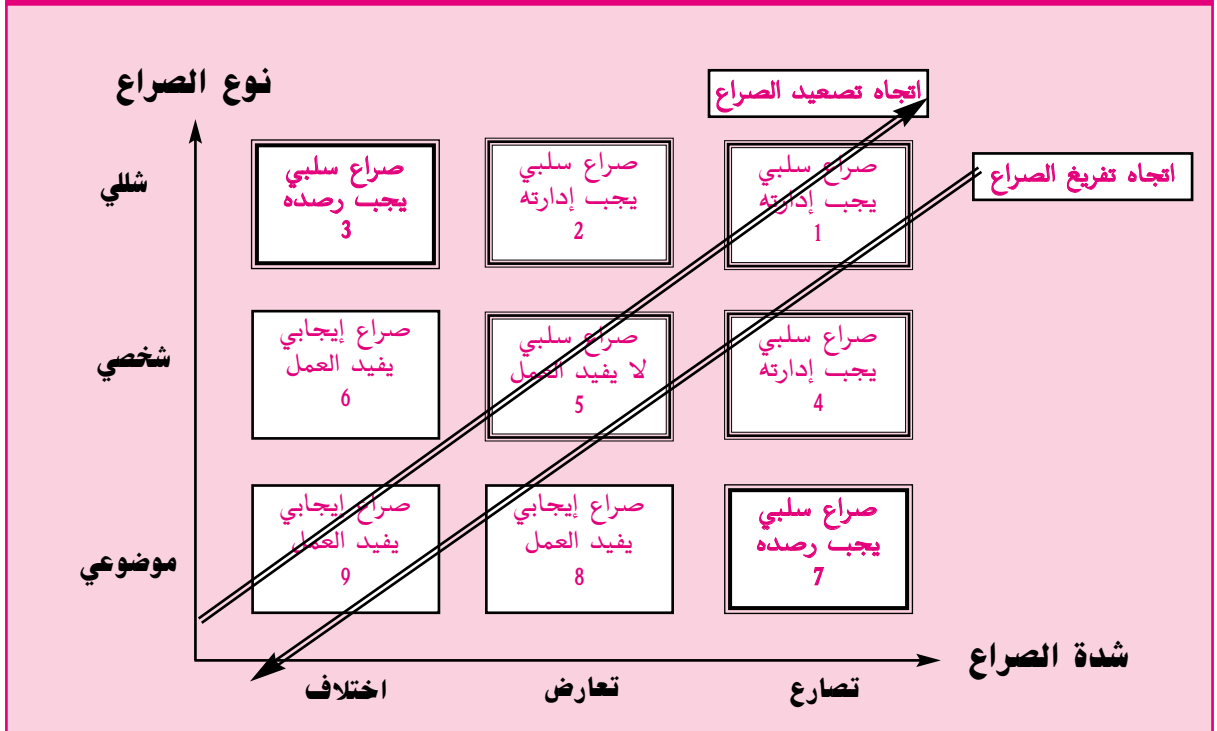 نوع الصراع
اتجاه تصعيد الصراع
اتجاه تفريغ الصراع
شللي
صراع سلبي
يجب إدارته
1
صراع سلبي
يجب إدارته
2
صراع سلبي
يجب رصده
3
شخصي
صراع سلبي
يجب إدارته
4
صراع سلبي
لا يفيد العمل
5
صراع إيجابي
يفيد العمل
6
موضوعي
صراع سلبي
يجب رصده
7
صراع إيجابي
يفيد العمل
8
صراع إيجابي
يفيد العمل
9
شدة الصراع
تصارع
تعارض
اختلاف